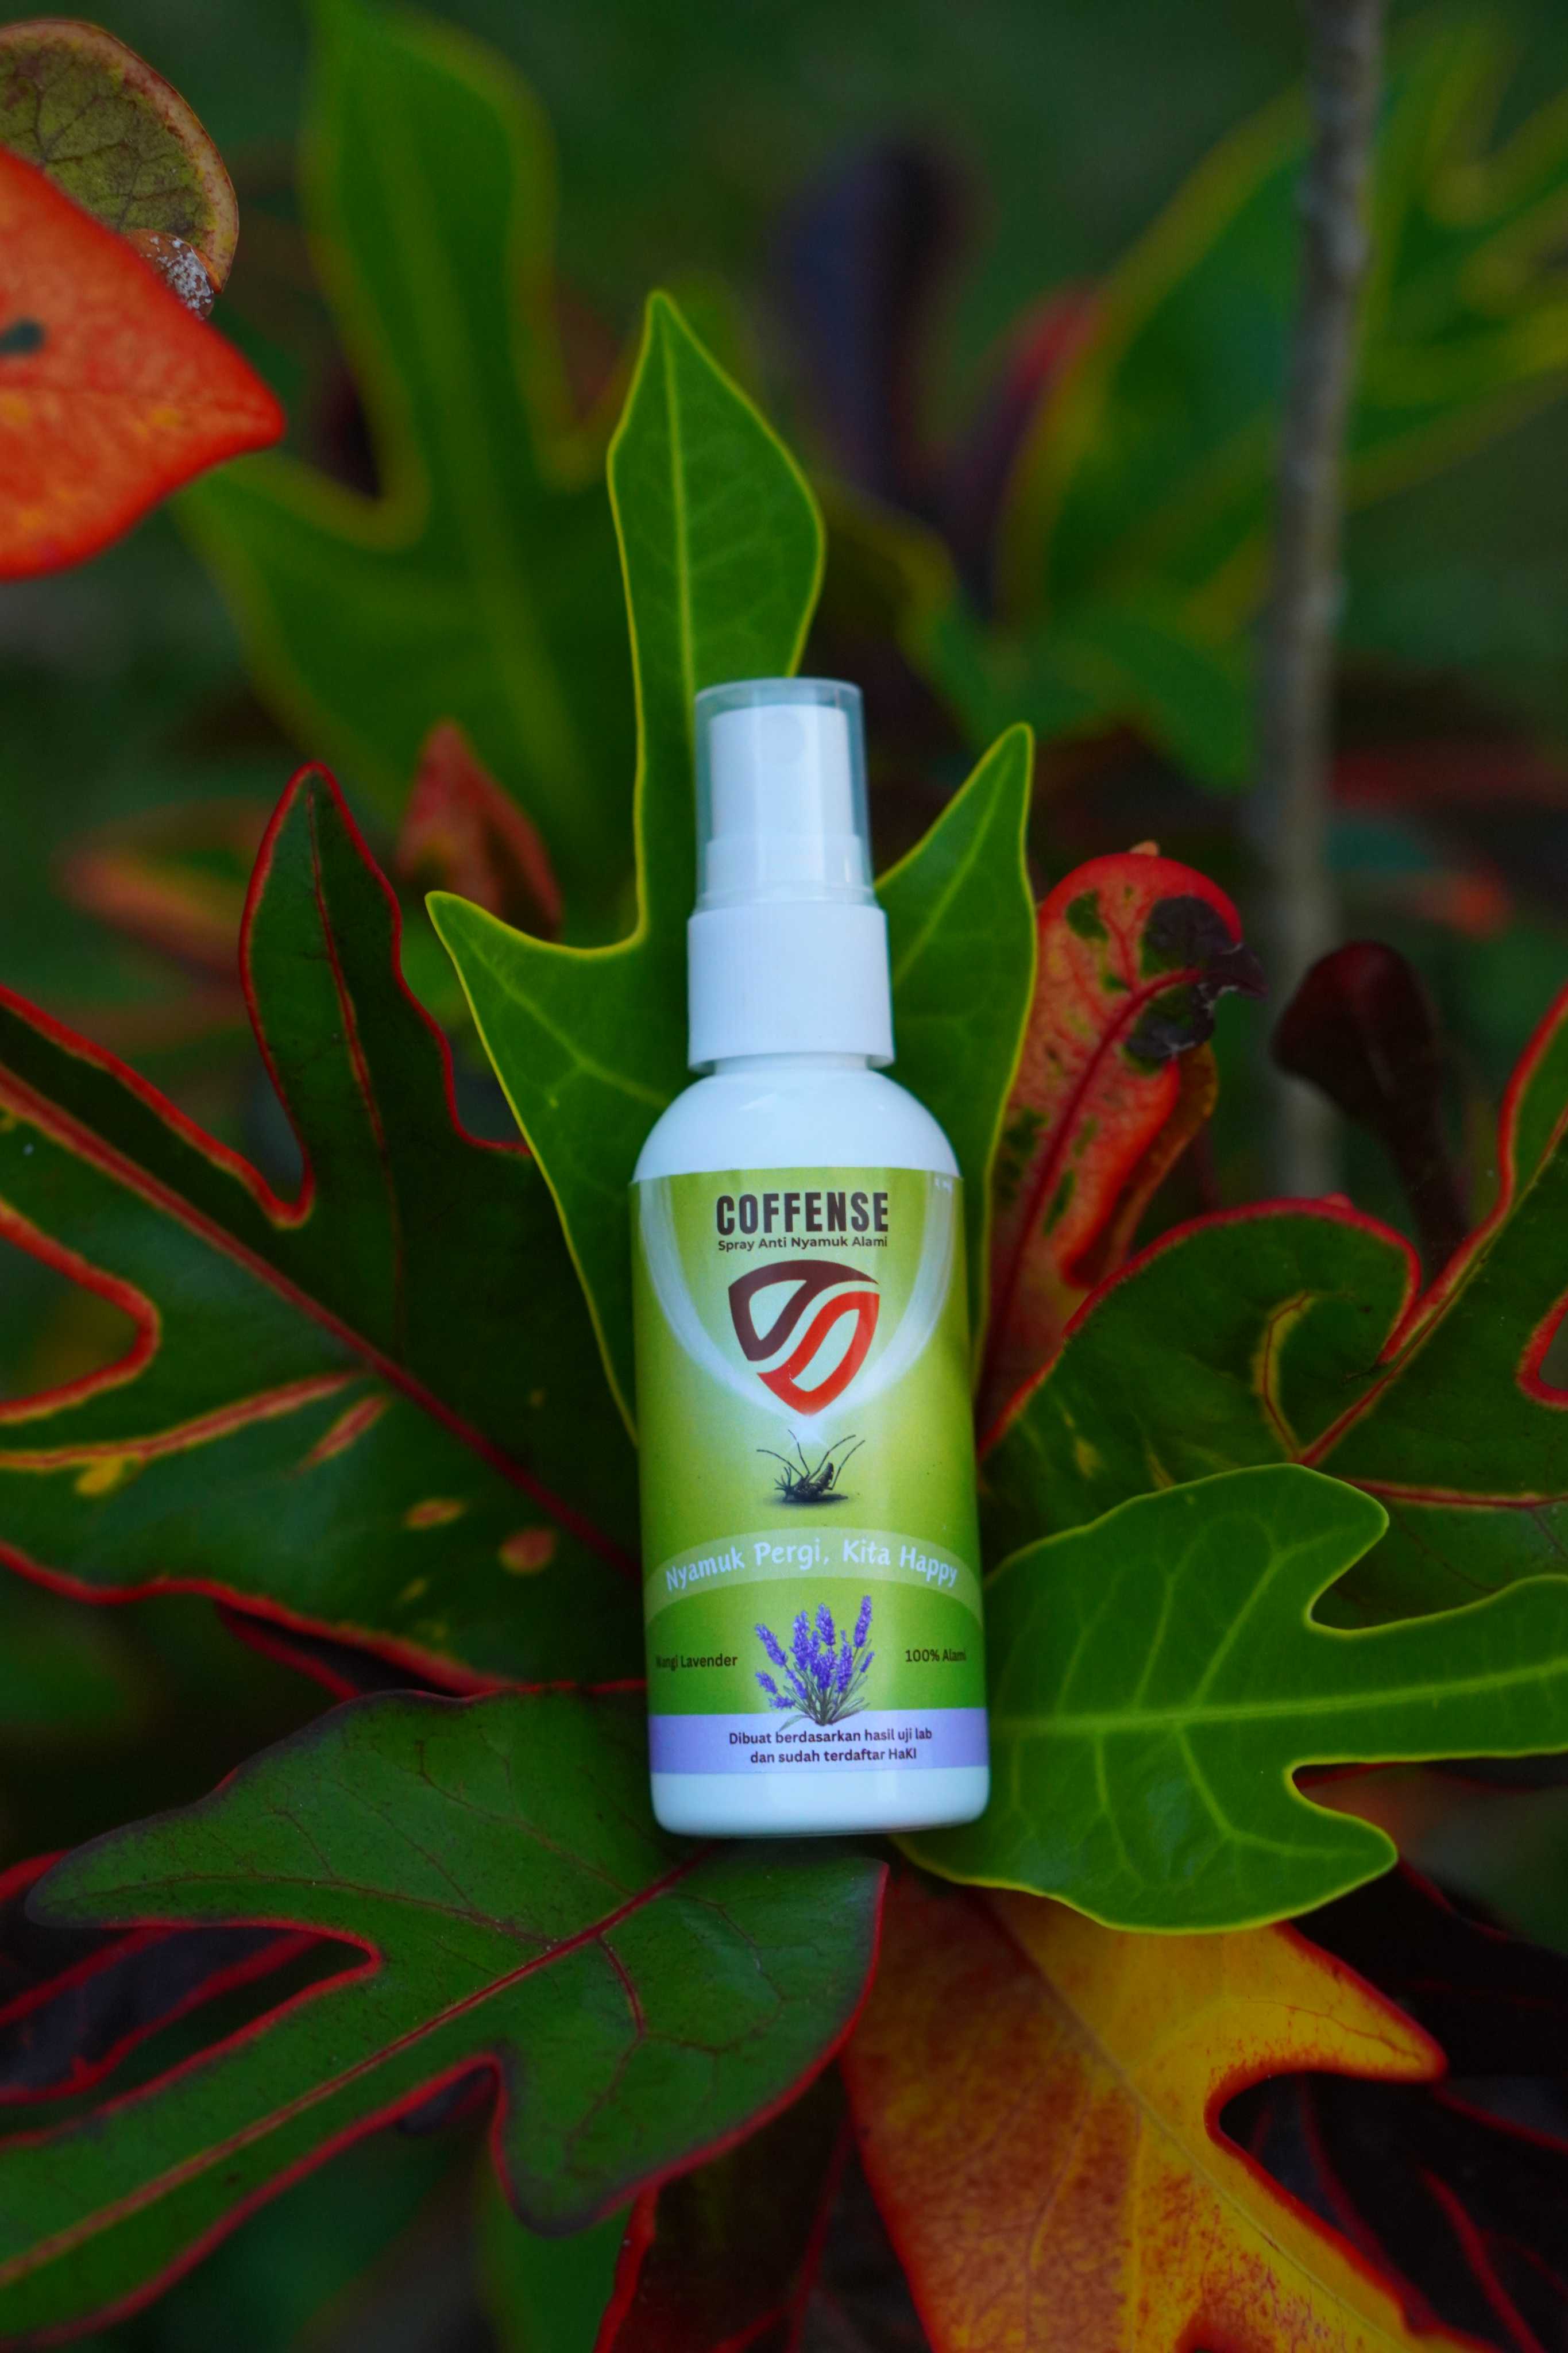 COFFENSE
Spray Anti Nyamuk Alami
Nyamuk Pergi, Kita Happy
Wangi Lavender
100% Alami
Dibuat berdasarkan hasil uji lab
dan sudah terdaftar HaKI